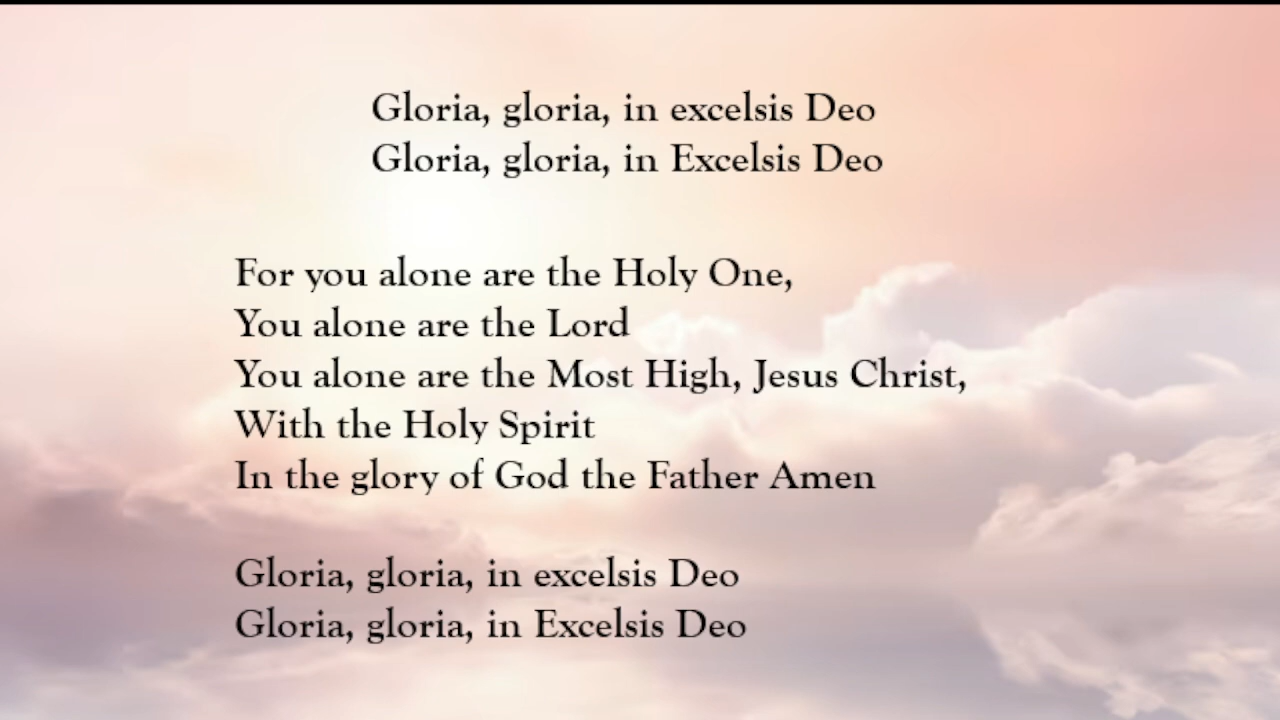 Gloria, gloria, in excelsis Deo
Gloria, gloria, in Excelsis Deo
For you alone are the Holy One,
You alone are the Lord
You alone are the Most High, Jesus Christ,
With the Holy Spirit
In the glory of God the Father Amen
Gloria, gloria, in excelsis Deo
Gloria, gloria, in Excelsis Deo